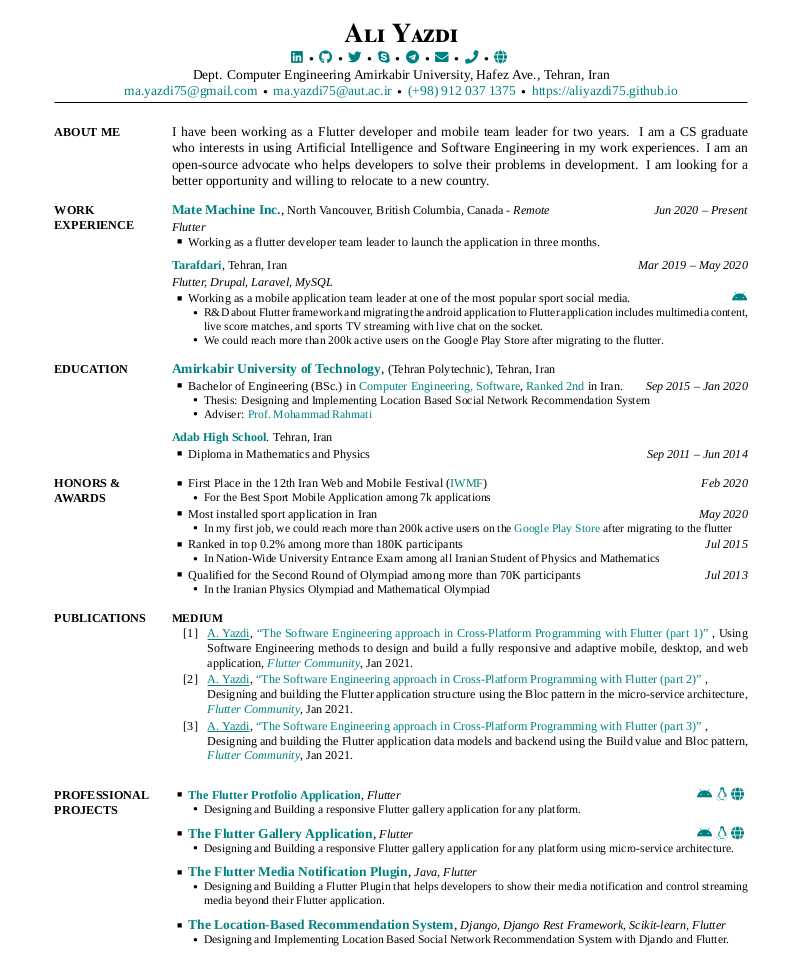 Ali Yazdi
Dept. Computer Engineering Amirkabir University, Hafez Ave., Tehran, Iran
ma.yazdi75@gmail.com • ma.yazdi75@aut.ac.ir • (+98) 912 037 1375 • https://aliyazdi75.github.io
ABOUT ME
I have been working as a Flutter developer and mobile team leader for two years. I am a CS graduate
who interests in using Artificial Intelligence and Software Engineering in my work experiences. I am an
open-source advocate who helps developers to solve their problems in development. I am looking for a
better opportunity and willing to relocate to a new country.
WORK
EXPERIENCE
Mate Machine Inc., North Vancouver, British Columbia, Canada - Remote Jun 2020 – Present
Flutter
▪ Working as a flutter developer team leader to launch the application in three months.
Tarafdari, Tehran, Iran Mar 2019 – May 2020
Flutter, Drupal, Laravel, MySQL
▪ Working as a mobile application team leader at one of the most popular sport social media.
• R&D about Flutter framework and migrating the android application to Flutter application includes multimedia content,
live score matches, and sports TV streaming with live chat on the socket.
• We could reach more than 200k active users on the Google Play Store after migrating to the flutter.
EDUCATION
Amirkabir University of Technology, (Tehran Polytechnic), Tehran, Iran
▪ Bachelor of Engineering (BSc.) in Computer Engineering, Software, Ranked 2nd in Iran. Sep 2015 – Jan 2020
• Thesis: Designing and Implementing Location Based Social Network Recommendation System
• Adviser: Prof. Mohammad Rahmati
Adab High School. Tehran, Iran
▪ Diploma in Mathematics and Physics Sep 2011 – Jun 2014
HONORS &
AWARDS
▪ First Place in the 12th Iran Web and Mobile Festival (IWMF) Feb 2020
• For the Best Sport Mobile Application among 7k applications
▪ Most installed sport application in Iran May 2020
• In my first job, we could reach more than 200k active users on the Google Play Store after migrating to the flutter
▪ Ranked in top 0.2% among more than 180K participants Jul 2015
• In Nation-Wide University Entrance Exam among all Iranian Student of Physics and Mathematics
▪ Qualified for the Second Round of Olympiad among more than 70K participants Jul 2013
• In the Iranian Physics Olympiad and Mathematical Olympiad
PUBLICATIONS
MEDIUM
[1] A. Yazdi, “The Software Engineering approach in Cross-Platform Programming with Flutter (part 1)” , Using
Software Engineering methods to design and build a fully responsive and adaptive mobile, desktop, and web
application, Flutter Community, Jan 2021.
[2] A. Yazdi, “The Software Engineering approach in Cross-Platform Programming with Flutter (part 2)” ,
Designing and building the Flutter application structure using the Bloc pattern in the micro-service architecture,
Flutter Community, Jan 2021.
[3] A. Yazdi, “The Software Engineering approach in Cross-Platform Programming with Flutter (part 3)” ,
Designing and building the Flutter application data models and backend using the Build value and Bloc pattern,
Flutter Community, Jan 2021.
PROFESSIONAL
PROJECTS
▪ The Flutter Protfolio Application, Flutter
• Designing and Building a responsive Flutter gallery application for any platform.
▪ The Flutter Gallery Application, Flutter
• Designing and Building a responsive Flutter gallery application for any platform using micro-service architecture.
▪ The Flutter Media Notification Plugin, Java, Flutter
• Designing and Building a Flutter Plugin that helps developers to show their media notification and control streaming
media beyond their Flutter application.
▪ The Location-Based Recommendation System, Django, Django Rest Framework, Scikit-learn, Flutter
• Designing and Implementing Location Based Social Network Recommendation System with Djando and Flutter.